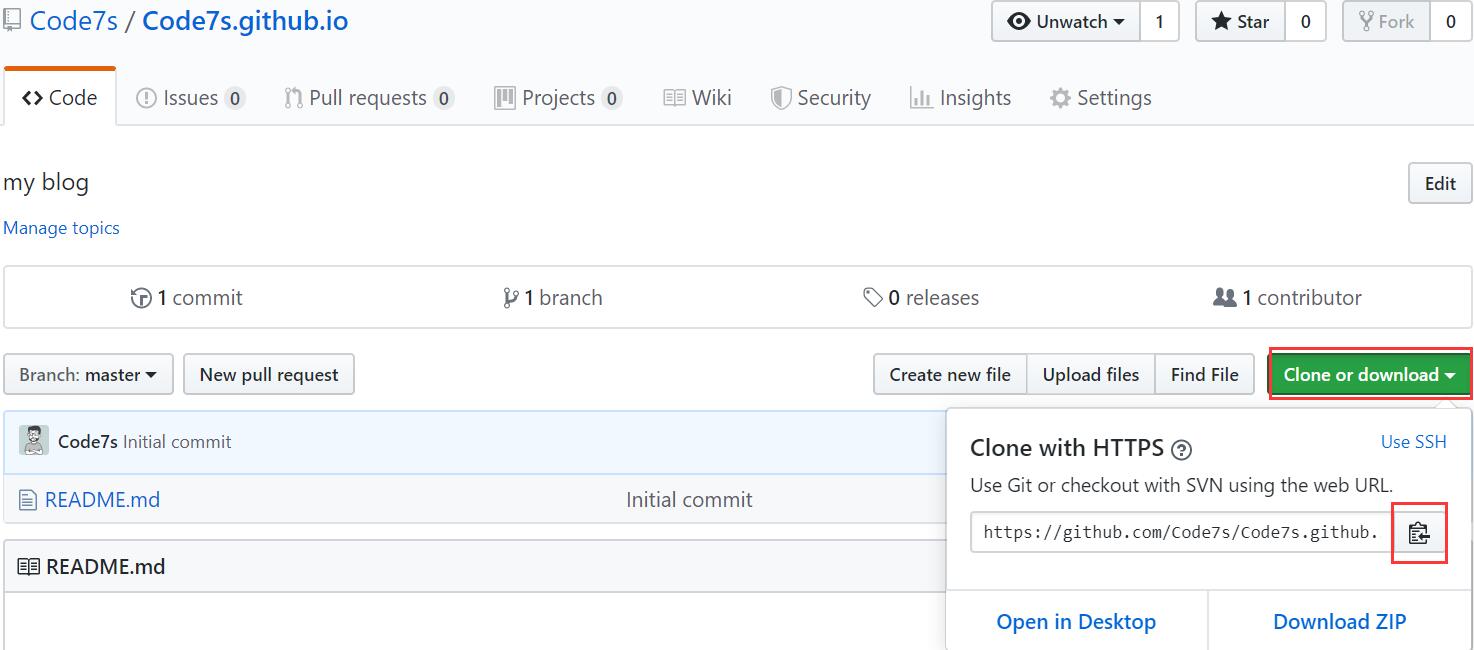 Code7s / Code7s.github.io
Unwatch 1 Star 0 Fork 0
Code Issues 0 Pull requests 0 Projects 0 Wiki Security Insights Settings
my blog
Edit
Manage topics
1 commit 1 branch 0 releases 1 contributor
Branch: master New pull request Create new file Upload files Find File Clone or download
Code7s Initial commit
README.md Initial commit
README.md
Clone with HTTPS ?
Use SSH
Use Git or checkout with SVN using the web URL.
https://github.com/Code7s/Code7s.github.
Open in Desktop Download ZIP